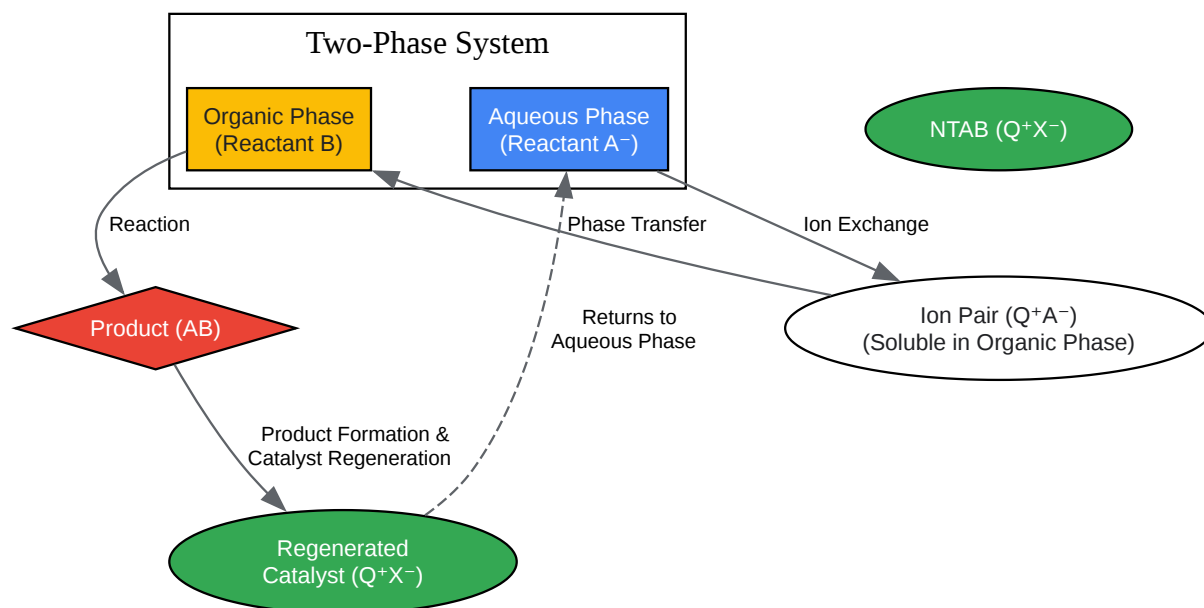 Two-Phase System
Organic Phase
(Reactant B)
Aqueous Phase
(Reactant A⁻)
NTAB (Q⁺X⁻)
Reaction
Phase Transfer
Ion Exchange
Product (AB)
Returns to
Aqueous Phase
Ion Pair (Q⁺A⁻)
(Soluble in Organic Phase)
Product Formation &
Catalyst Regeneration
Regenerated
Catalyst (Q⁺X⁻)